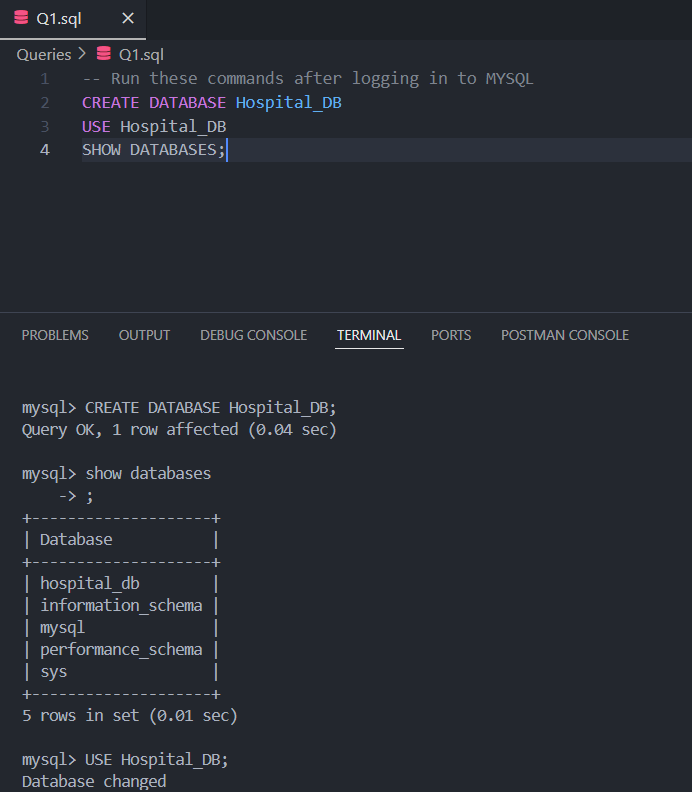 Q1.sql
Queries > Q1.sql
1 -- Run these commands after logging in to MYSQL
2 CREATE DATABASE Hospital_DB
3 USE Hospital_DB
4 SHOW DATABASES;
PROBLEMS OUTPUT DEBUG CONSOLE TERMINAL PORTS POSTMAN CONSOLE
mysql> CREATE DATABASE Hospital_DB;
Query OK, 1 row affected (0.04 sec)
mysql> show databases
    -> ;
+--------------------+
| Database           |
+--------------------+
| hospital_db        |
| information_schema |
| mysql              |
| performance_schema |
| sys                |
+--------------------+
5 rows in set (0.01 sec)
mysql> USE Hospital_DB;
Database changed